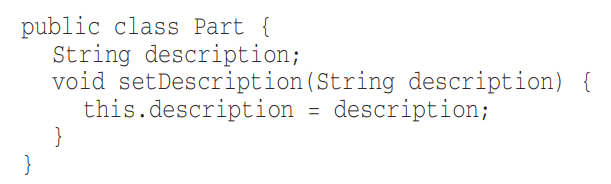 public class Part {
String description;
void setDescription(String description) {
this.description = description;
}
}